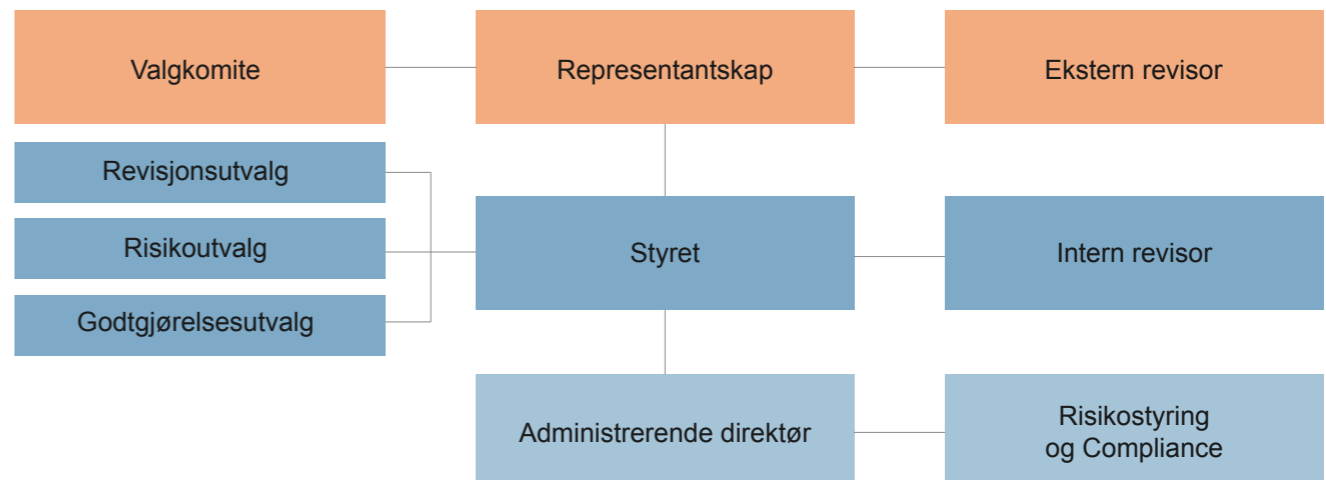 Valgkomite
Representantskap
Ekstern revisor
Revisjonsutvalg
Risikoutvalg
Godtgjørelsesutvalg
Styret
Intern revisor
Administrerende direktør
Risikostyring
og Compliance